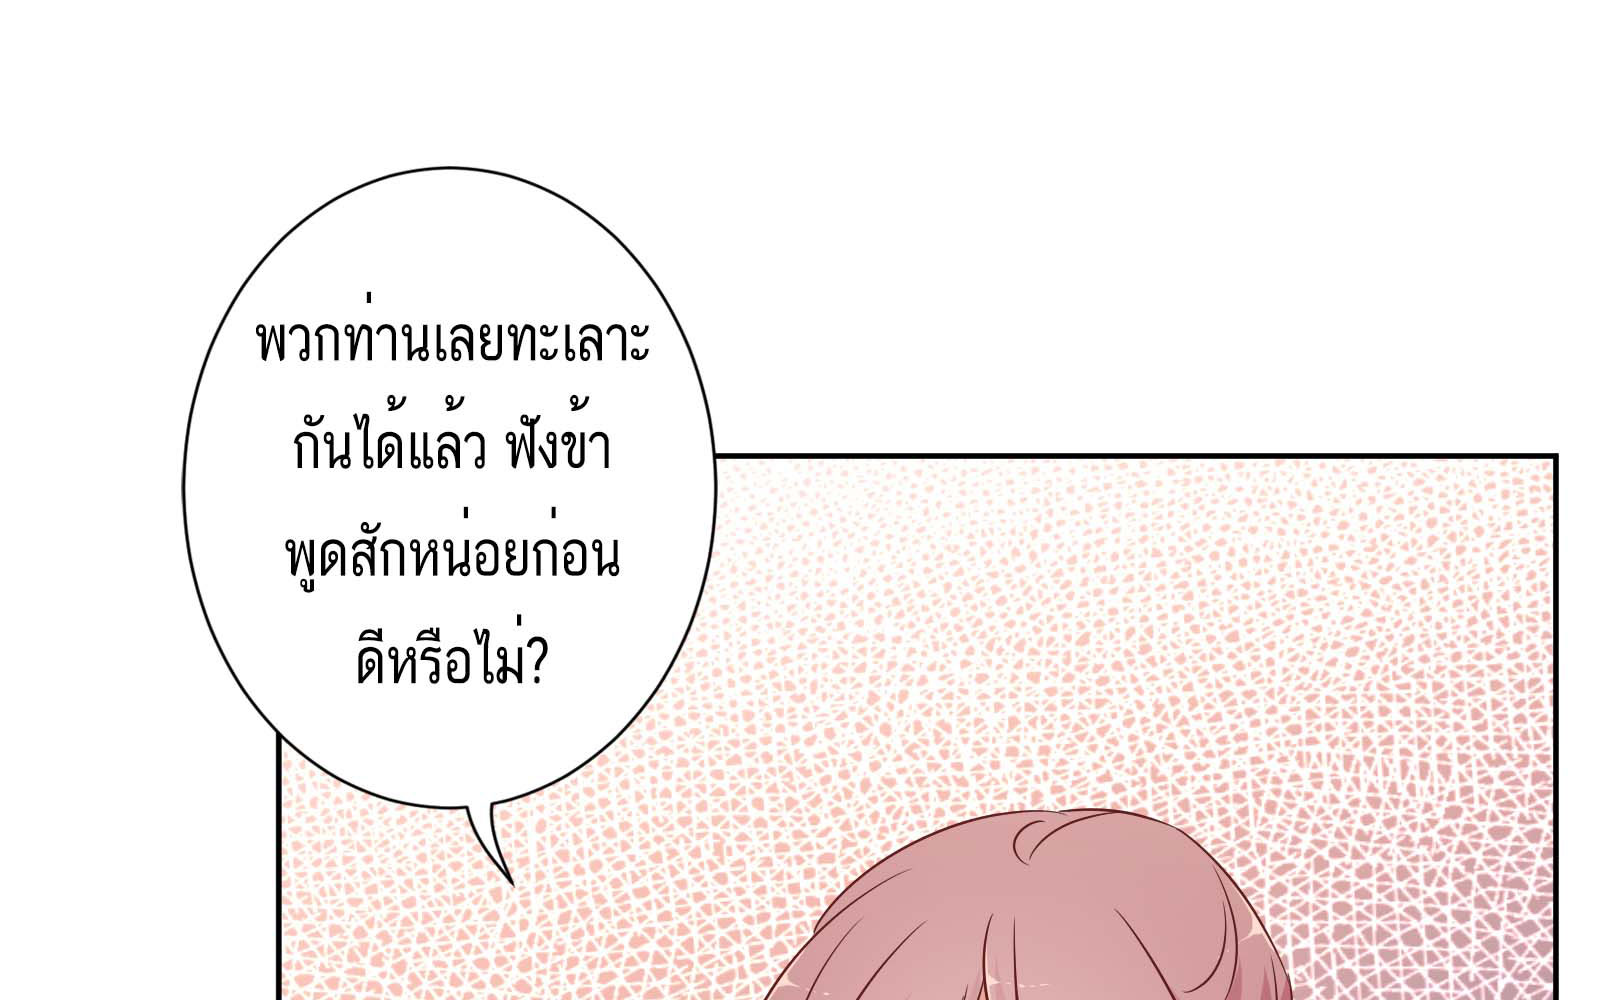 พวกท่านเลยทะเลาะ
กันได้แล้ว ฟังข้า
พูดสักหน่อยก่อน
ดีหรือไม่?